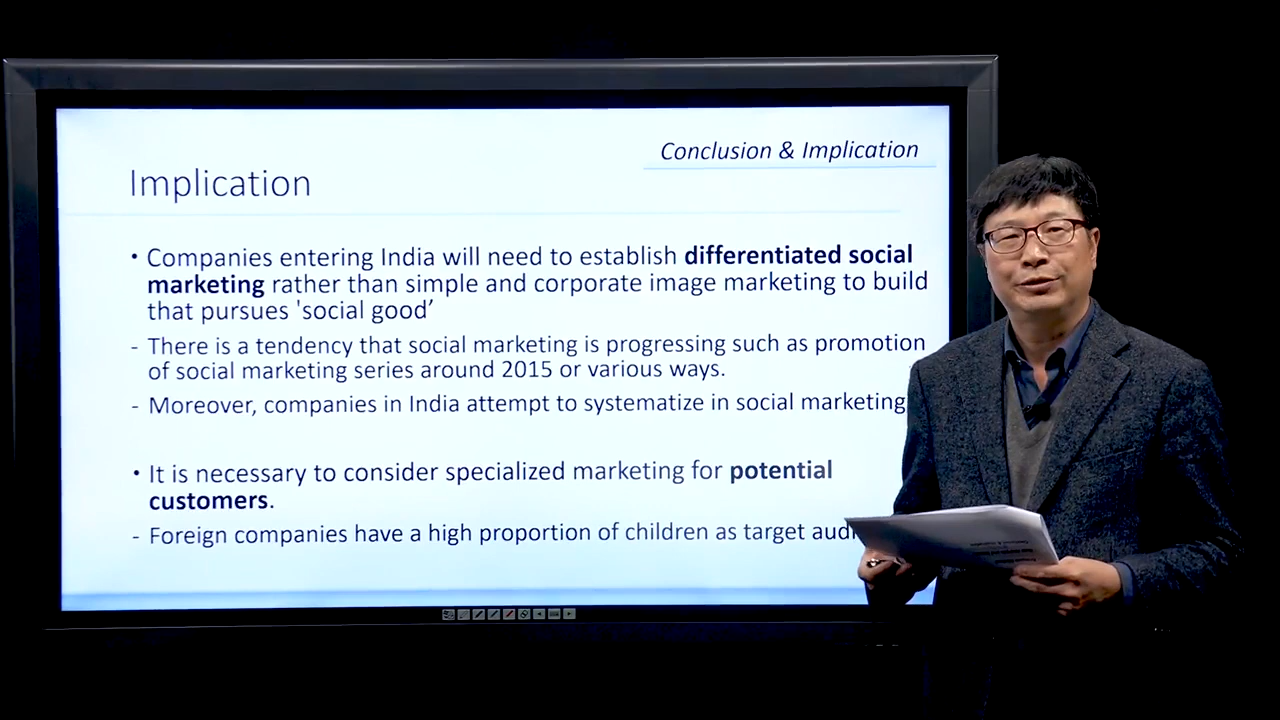 Conclusion & Implication
Implication
• Companies entering India will need to establish differentiated social
marketing rather than simple and corporate image marketing to build
that pursues 'social good’
- There is a tendency that social marketing is progressing such as promotion
of social marketing series around 2015 or various ways.
- Moreover, companies in India attempt to systematize in social marketing
• It is necessary to consider specialized marketing for potential
customers.
- Foreign companies have a high proportion of children as target